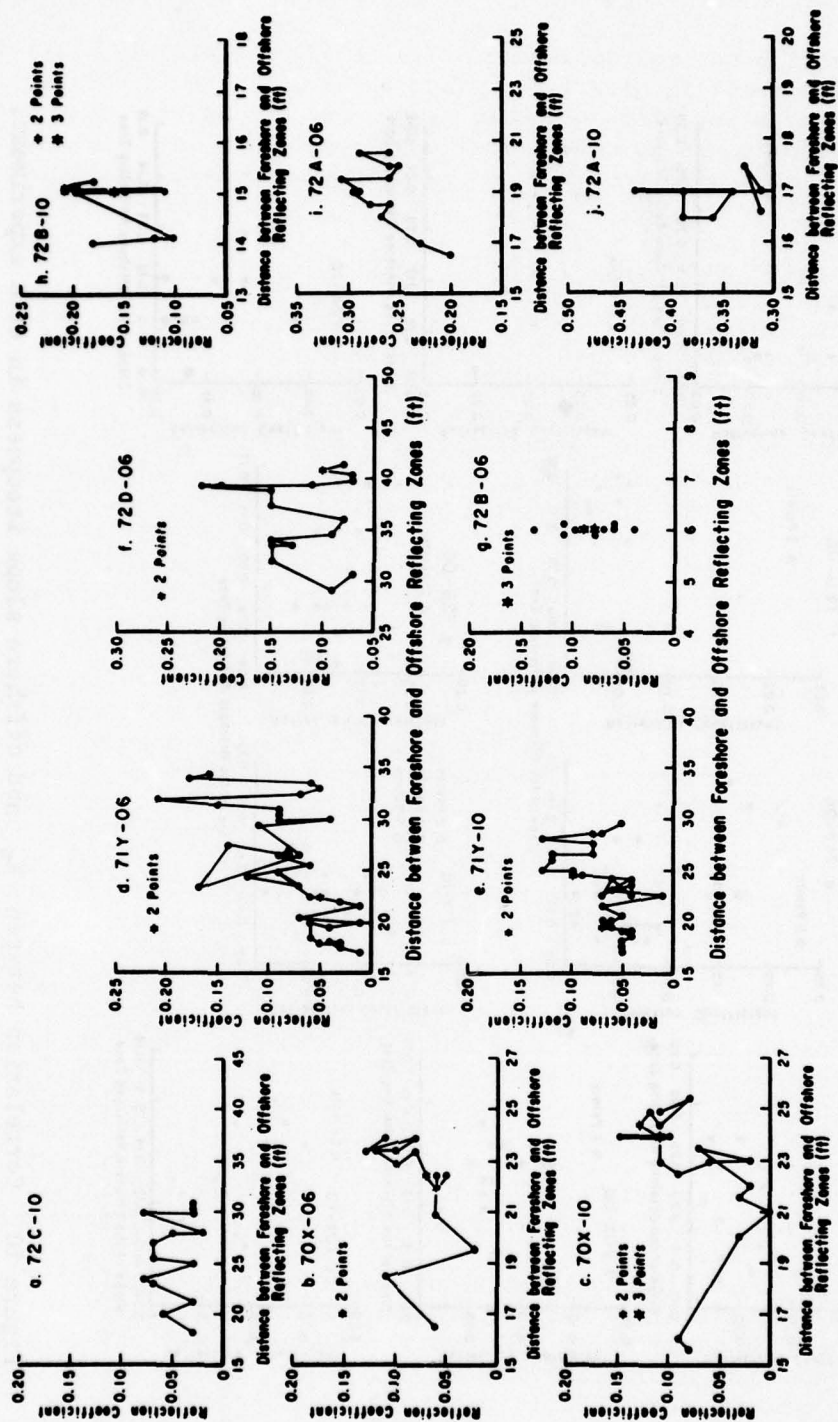 a. 72C-10
0.20
0.15
0.10
0.05
0
Reflection Coefficient
15 20 25 30 35 40 45
Distance between Foreshore and Offshore
Reflecting Zones (ft)
b. 70X-06
* 2 Points
0.20
0.15
0.10
0.05
0
Reflection Coefficient
15 17 19 21 23 25 27
Distance between Foreshore and Offshore
Reflecting Zones (ft)
c. 70X-10
* 2 Points
* 3 Points
0.20
0.15
0.10
0.05
0
Reflection Coefficient
15 17 19 21 23 25 27
Distance between Foreshore and Offshore
Reflecting Zones (ft)
d. 71Y-06
* 2 Points
0.25
0.20
0.15
0.10
0.05
0
Reflection Coefficient
15 20 25 30 35 40
Distance between Foreshore and Offshore Reflecting Zones (ft)
e. 71Y-10
* 2 Points
0.20
0.15
0.10
0.05
0
Reflection Coefficient
15 20 25 30 35 40
Distance between Foreshore and Offshore Reflecting Zones (ft)
f. 72D-06
* 2 Points
0.30
0.25
0.20
0.15
0.10
0.05
Reflection Coefficient
25 30 35 40 45 50
g. 72B-06
* 3 Points
0.20
0.15
0.10
0.05
0
Reflection Coefficient
4 5 6 7 8 9
h. 72B-10
* 2 Points
* 3 Points
0.25
0.20
0.15
0.10
0.05
Reflection Coefficient
13 14 15 16 17 18
Distance between Foreshore and Offshore
Reflecting Zones (ft)
i. 72A-06
0.35
0.30
0.25
0.20
Reflection Coefficient
15 17 19 21 23 25
Distance between Foreshore and Offshore
Reflecting Zones (ft)
j. 72A-10
0.50
0.45
0.40
0.35
0.30
Reflection Coefficient
15 16 17 18 19 20
Distance between Foreshore and Offshore
Reflecting Zones (ft)